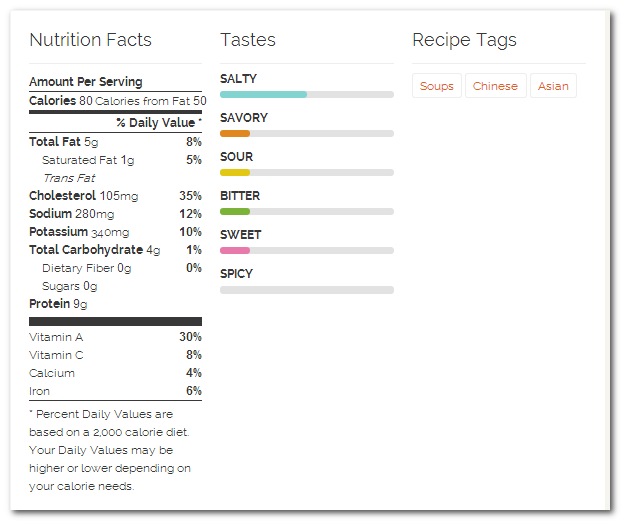 Nutrition Facts
Amount Per Serving
Calories 80 Calories from Fat 50
% Daily Value *
Total Fat 5g 8%
Saturated Fat 1g 5%
Trans Fat
Cholesterol 105mg 35%
Sodium 280mg 12%
Potassium 340mg 10%
Total Carbohydrate 4g 1%
Dietary Fiber 0g 0%
Sugars 0g
Protein 9g
Vitamin A 30%
Vitamin C 8%
Calcium 4%
Iron 6%
* Percent Daily Values are
based on a 2,000 calorie diet.
Your Daily Values may be
higher or lower depending on
your calorie needs.
Tastes
SALTY
SAVORY
SOUR
BITTER
SWEET
SPICY
Recipe Tags
Soups Chinese Asian